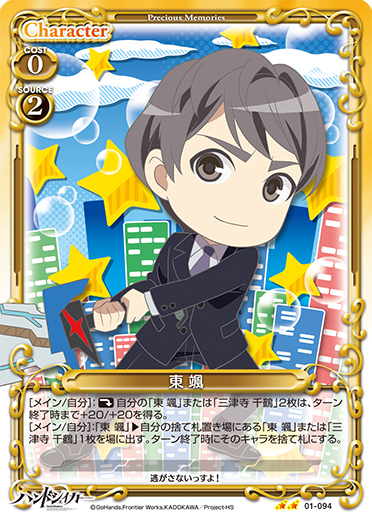 Precious Memories
Character
COST
0
SOURCE
2
東 颯
[メイン/自分]:自分の「東 颯」または「三津寺 千鶴」2枚は、ターン
終了時まで+20/+20を得る。
[メイン/自分]:「東 颯」▶自分の捨て札置き場にある「東 颯」または「三
津寺 千鶴」1枚を場に出す。ターン終了時にそのキャラを捨て札にする。
逃がさないっすよ!
ハンドシェイカー
★★ 01-094
©GoHands,Frontier Works,KADOKAWA/Project-HS